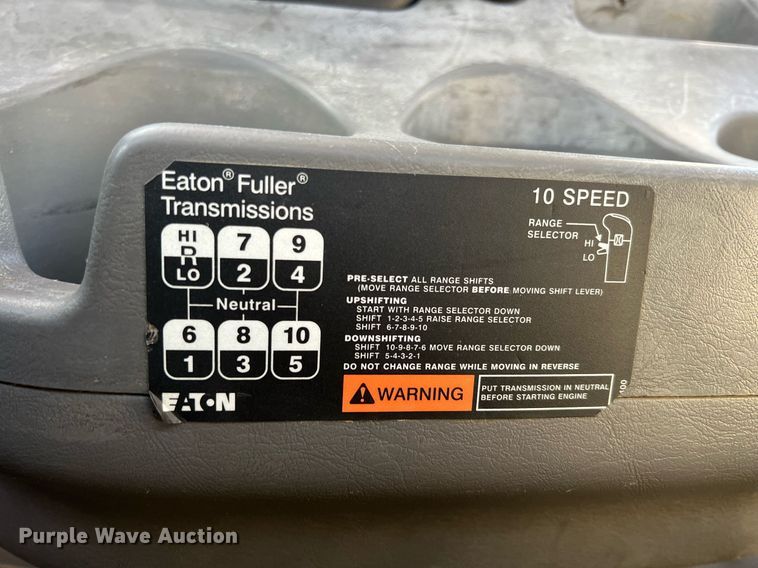 Eaton® Fuller®
Transmissions
10 SPEED
RANGE
SELECTOR
HI
LO
HI
R
LO
7
2
9
4
Neutral
6
1
8
3
10
5
PRE-SELECT ALL RANGE SHIFTS
(MOVE RANGE SELECTOR BEFORE MOVING SHIFT LEVER)
UPSHIFTING
START WITH RANGE SELECTOR DOWN
SHIFT 1-2-3-4-5 RAISE RANGE SELECTOR
SHIFT 6-7-8-9-10
DOWNSHIFTING
SHIFT 10-9-8-7-6 MOVE RANGE SELECTOR DOWN
SHIFT 5-4-3-2-1
DO NOT CHANGE RANGE WHILE MOVING IN REVERSE
WARNING
PUT TRANSMISSION IN NEUTRAL
BEFORE STARTING ENGINE
EATON
Purple Wave Auction